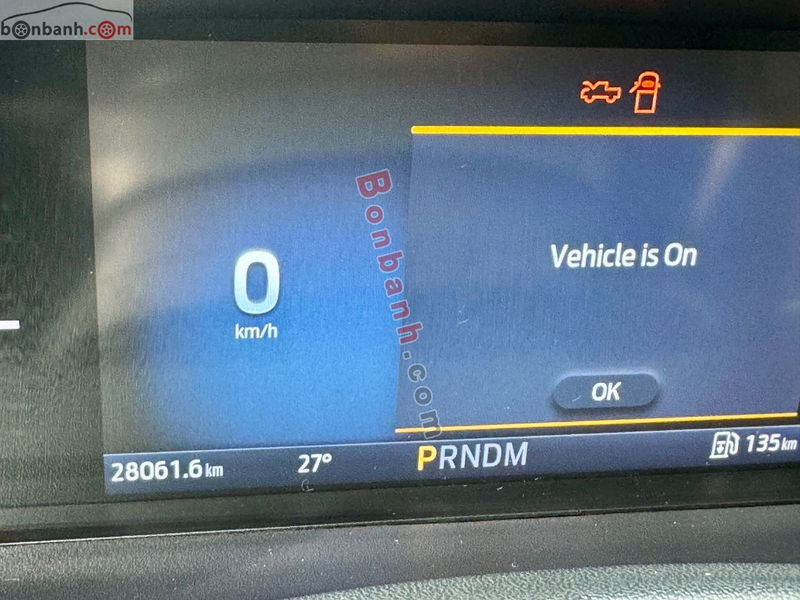 bonbanh.com
Bonbanh.com
Vehicle is On
0
km/h
OK
28061.6 km 27° PRNDM 135 km